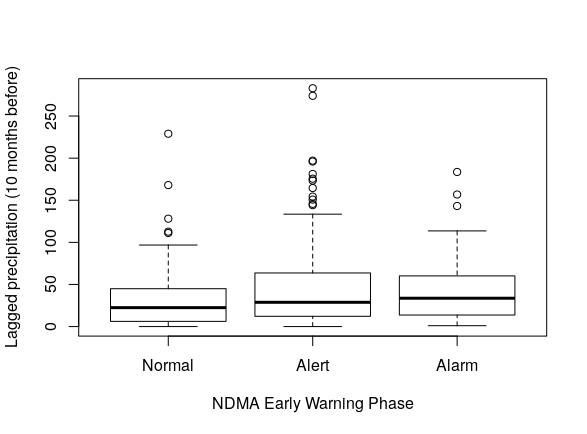 Lagged precipitation (10 months before)
250
200
150
100
50
0
Normal Alert Alarm
NDMA Early Warning Phase